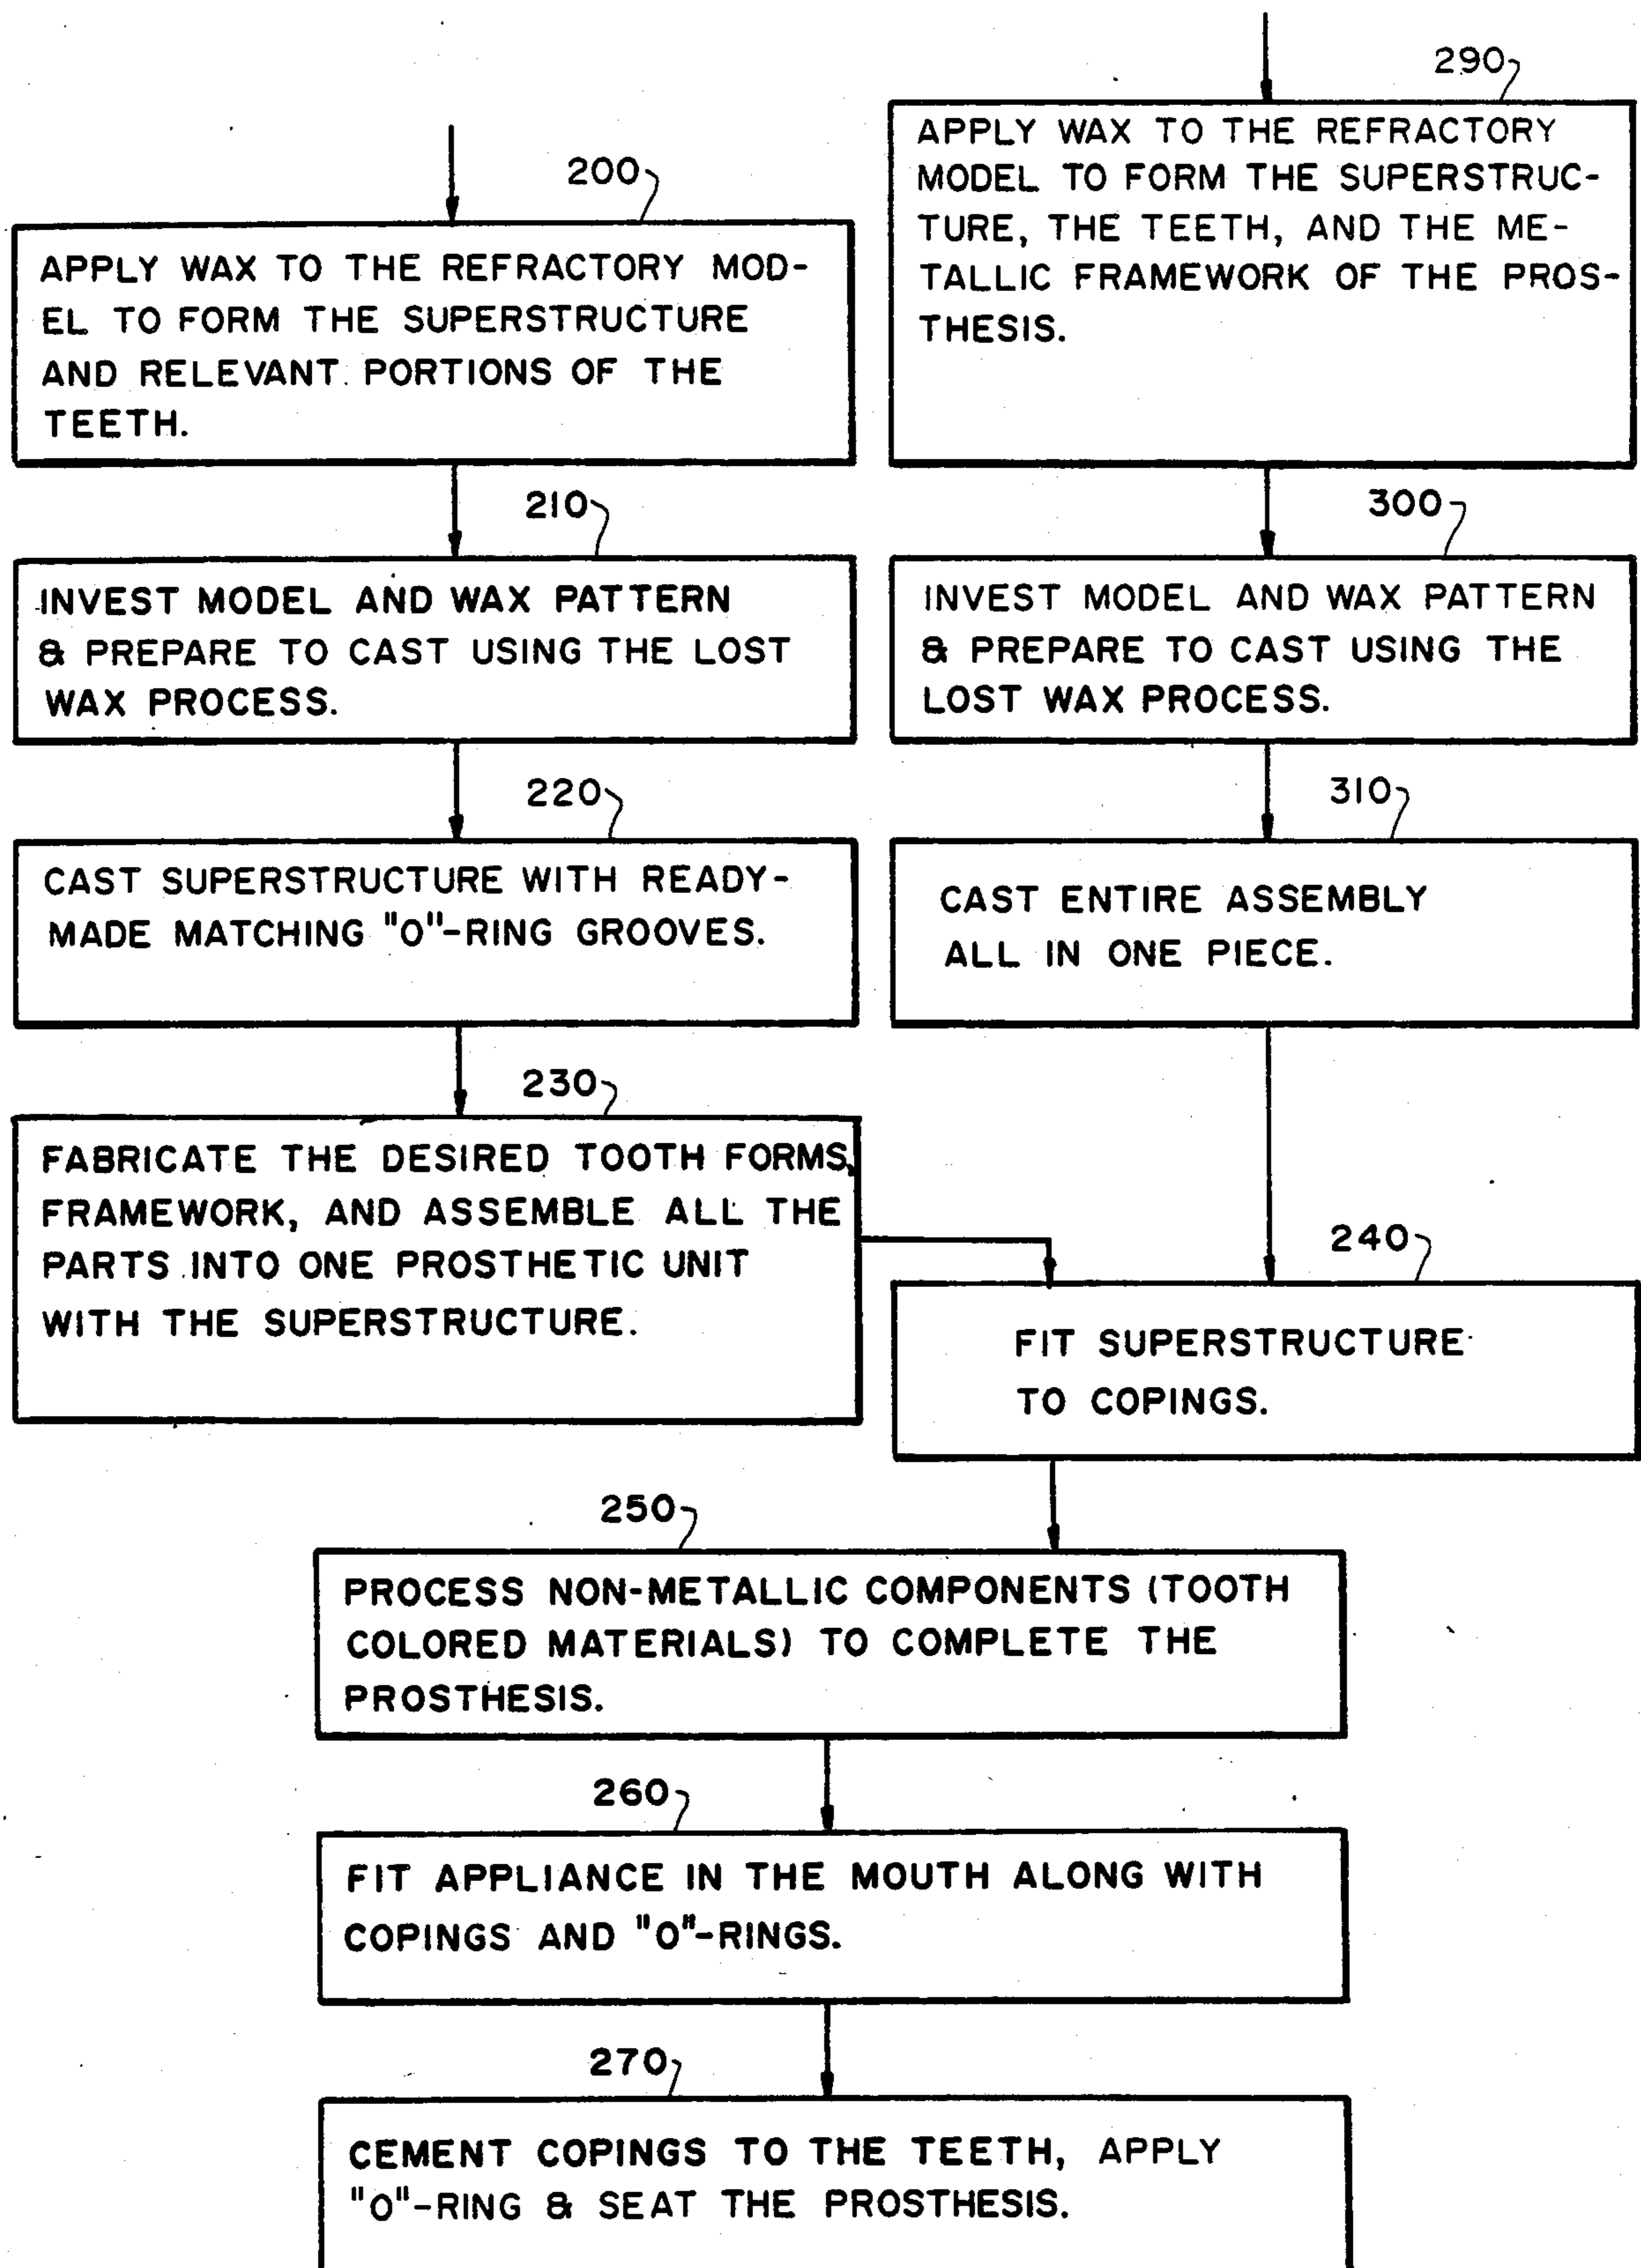 200
APPLY WAX TO THE REFRACTORY MOD-
EL TO FORM THE SUPERSTRUCTURE
AND RELEVANT PORTIONS OF THE
TEETH.
210
INVEST MODEL AND WAX PATTERN
& PREPARE TO CAST USING THE LOST
WAX PROCESS.
220
CAST SUPERSTRUCTURE WITH READY-
MADE MATCHING "O"-RING GROOVES.
230
FABRICATE THE DESIRED TOOTH FORMS,
FRAMEWORK, AND ASSEMBLE ALL THE
PARTS INTO ONE PROSTHETIC UNIT
WITH THE SUPERSTRUCTURE.
290
APPLY WAX TO THE REFRACTORY
MODEL TO FORM THE SUPERSTRUC-
TURE, THE TEETH, AND THE ME-
TALLIC FRAMEWORK OF THE PROS-
THESIS.
300
INVEST MODEL AND WAX PATTERN
& PREPARE TO CAST USING THE
LOST WAX PROCESS.
310
CAST ENTIRE ASSEMBLY
ALL IN ONE PIECE.
240
FIT SUPERSTRUCTURE
TO COPINGS.
250
PROCESS NON-METALLIC COMPONENTS (TOOTH
COLORED MATERIALS) TO COMPLETE THE
PROSTHESIS.
260
FIT APPLIANCE IN THE MOUTH ALONG WITH
COPINGS AND "O"-RINGS.
270
CEMENT COPINGS TO THE TEETH, APPLY
"O"-RING & SEAT THE PROSTHESIS.